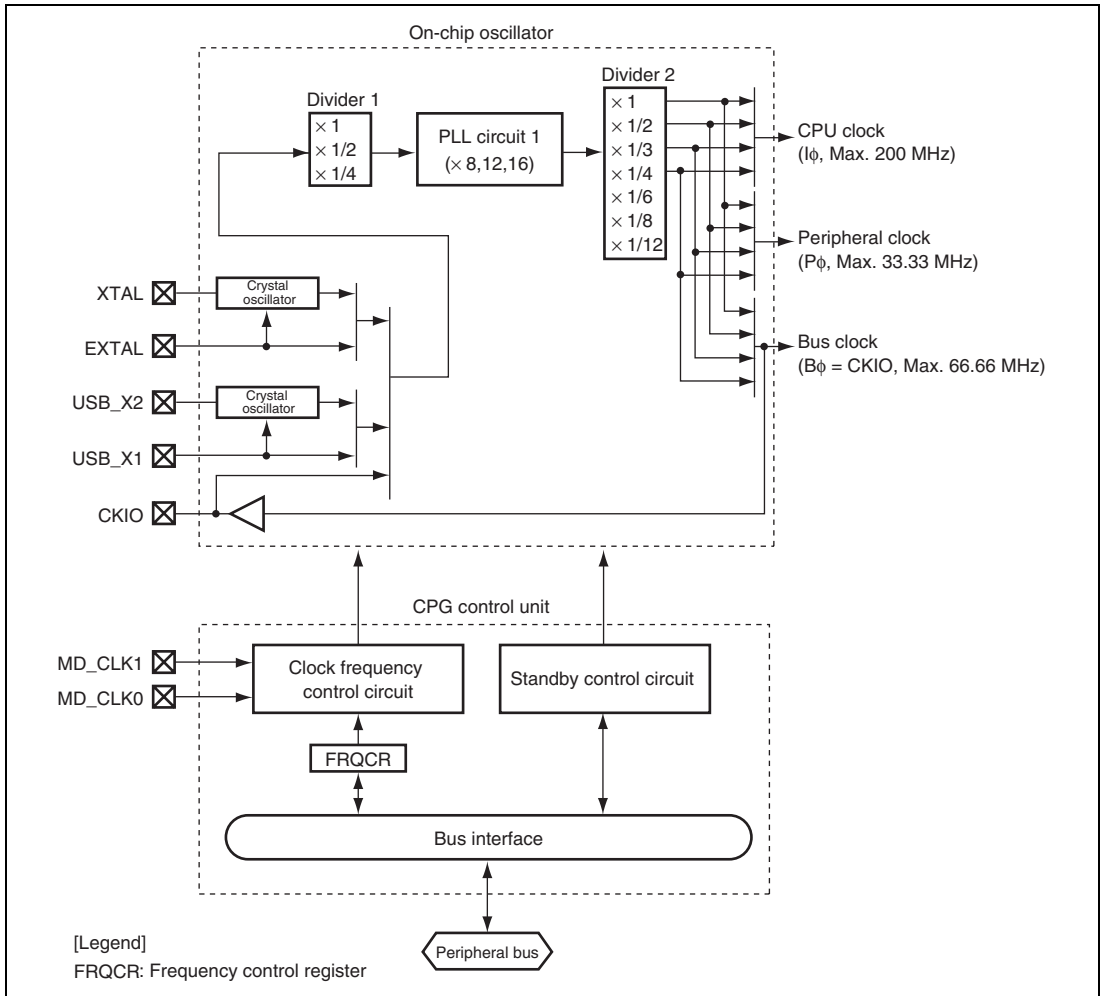 On-chip oscillator
Divider 1
× 1
× 1/2
× 1/4
PLL circuit 1
(× 8,12,16)
Divider 2
× 1
× 1/2
× 1/3
× 1/4
× 1/6
× 1/8
× 1/12
CPU clock
(Iϕ, Max. 200 MHz)
Peripheral clock
(Pϕ, Max. 33.33 MHz)
Bus clock
(Bϕ = CKIO, Max. 66.66 MHz)
XTAL
Crystal
oscillator
EXTAL
USB_X2
Crystal
oscillator
USB_X1
CKIO
CPG control unit
MD_CLK1
MD_CLK0
Clock frequency
control circuit
Standby control circuit
FRQCR
Bus interface
Peripheral bus
[Legend]
FRQCR: Frequency control register